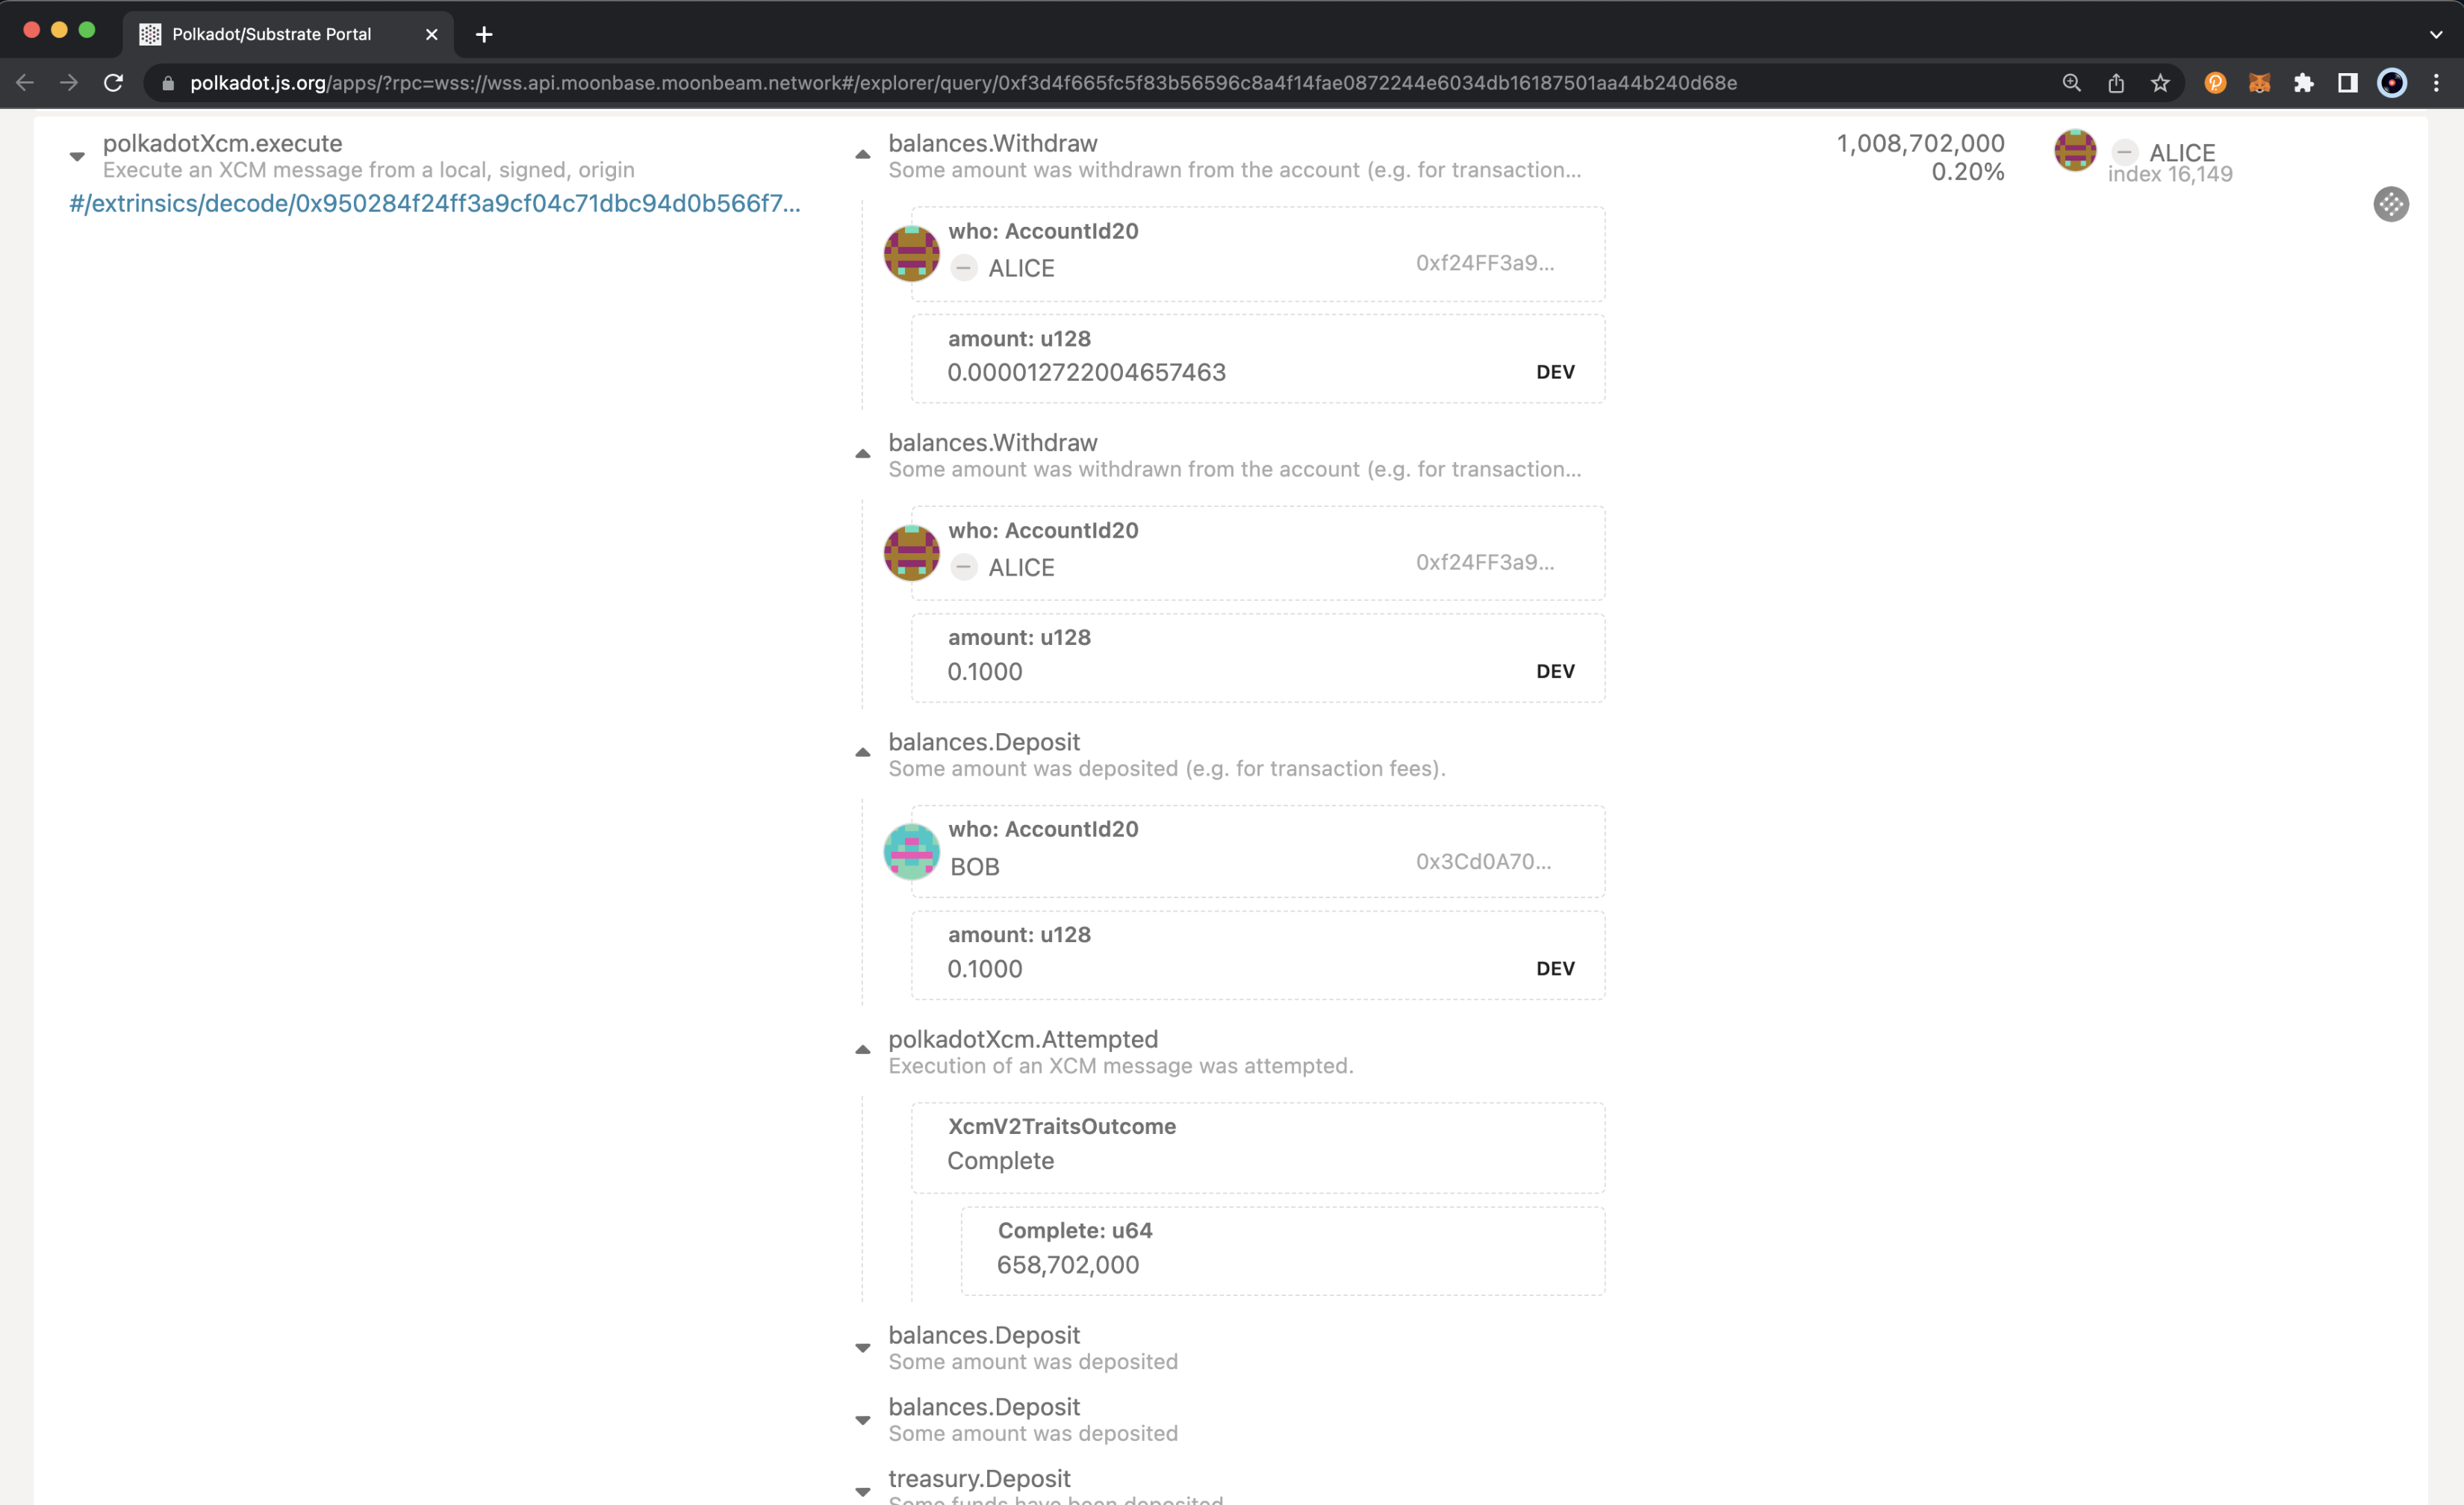 Polkadot/Substrate Portal
polkadot.js.org/apps/?rpc=wss://wss.api.moonbase.moonbeam.network#/explorer/query/0xf3d4f665fc5f83b56596c8a4f14fae0872244e6034db16187501aa44b240d68e
polkadotXcm.execute
Execute an XCM message from a local, signed, origin
#/extrinsics/decode/0x950284f24ff3a9cf04c71dbc94d0b566f7...
balances.Withdraw
Some amount was withdrawn from the account (e.g. for transaction...
who: AccountId20
ALICE
0xf24FF3a9...
amount: u128
0.000012722004657463
DEV
balances.Withdraw
Some amount was withdrawn from the account (e.g. for transaction...
who: AccountId20
ALICE
0xf24FF3a9...
amount: u128
0.1000
DEV
balances.Deposit
Some amount was deposited (e.g. for transaction fees).
who: AccountId20
BOB
0x3Cd0A70...
amount: u128
0.1000
DEV
polkadotXcm.Attempted
Execution of an XCM message was attempted.
XcmV2TraitsOutcome
Complete
Complete: u64
658,702,000
balances.Deposit
Some amount was deposited
balances.Deposit
Some amount was deposited
treasury.Deposit
Some funds have been deposited
1,008,702,000
0.20%
ALICE
index 16,149